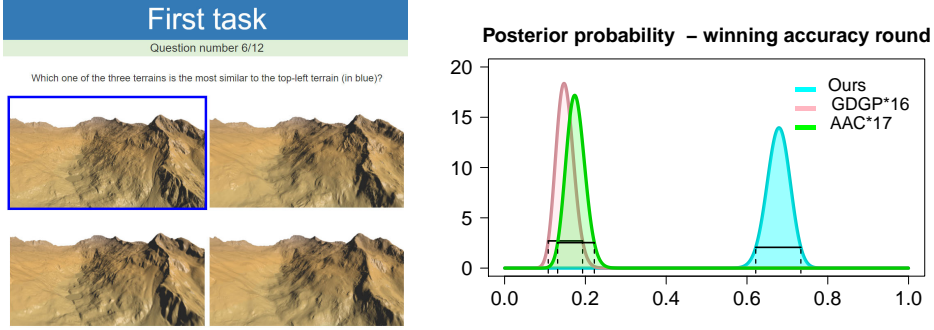 First task
Question number 6/12
Which one of the three terrains is the most similar to the top-left terrain (in blue)?
Posterior probability – winning accuracy round
Ours
GDGP*16
AAC*17
20
15
10
5
0
0.0 0.2 0.4 0.6 0.8 1.0